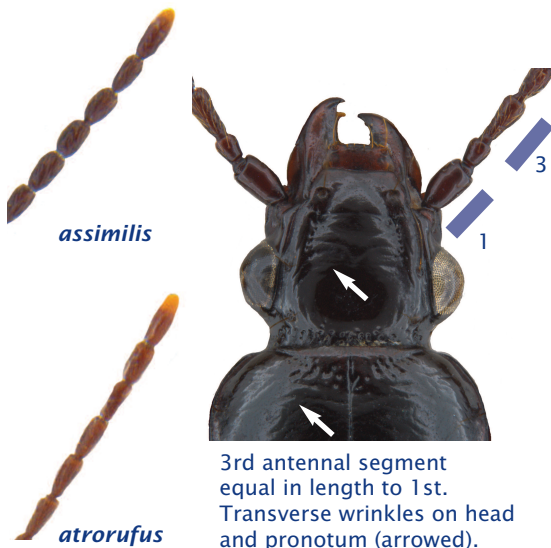 assimilis
3
1
atrorufus
3rd antennal segment
equal in length to 1st.
Transverse wrinkles on head
and pronotum (arrowed).